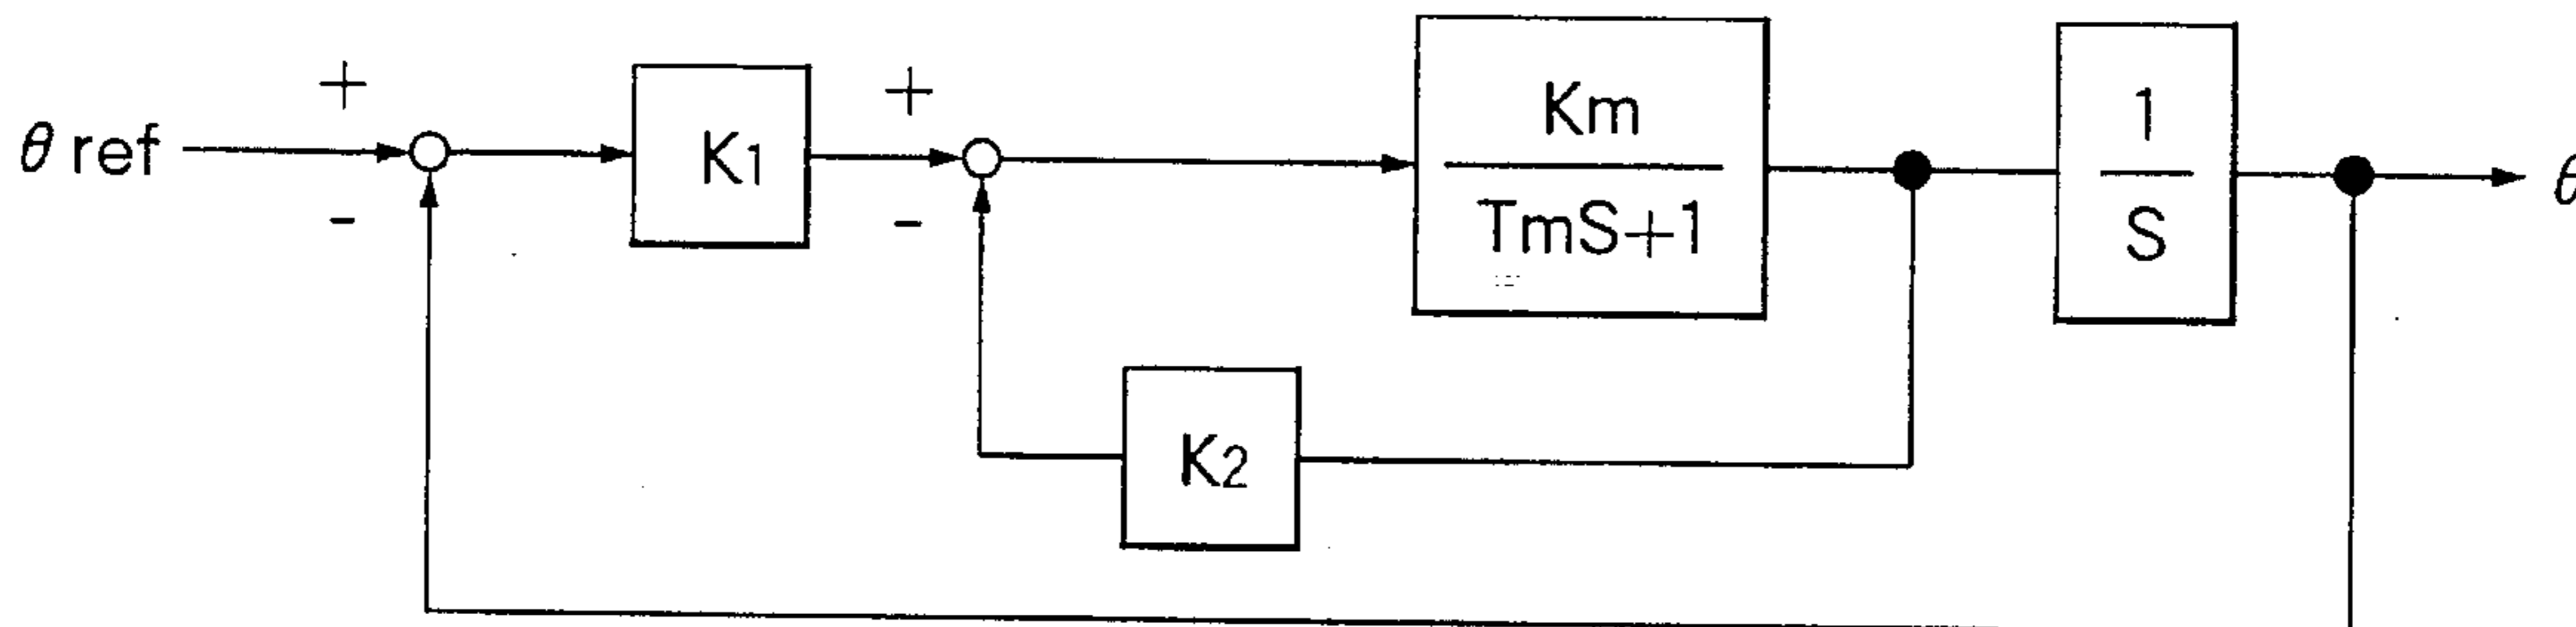 +
θ ref
-
K1
+
-
Km
TmS+1
1
S
θ
K2